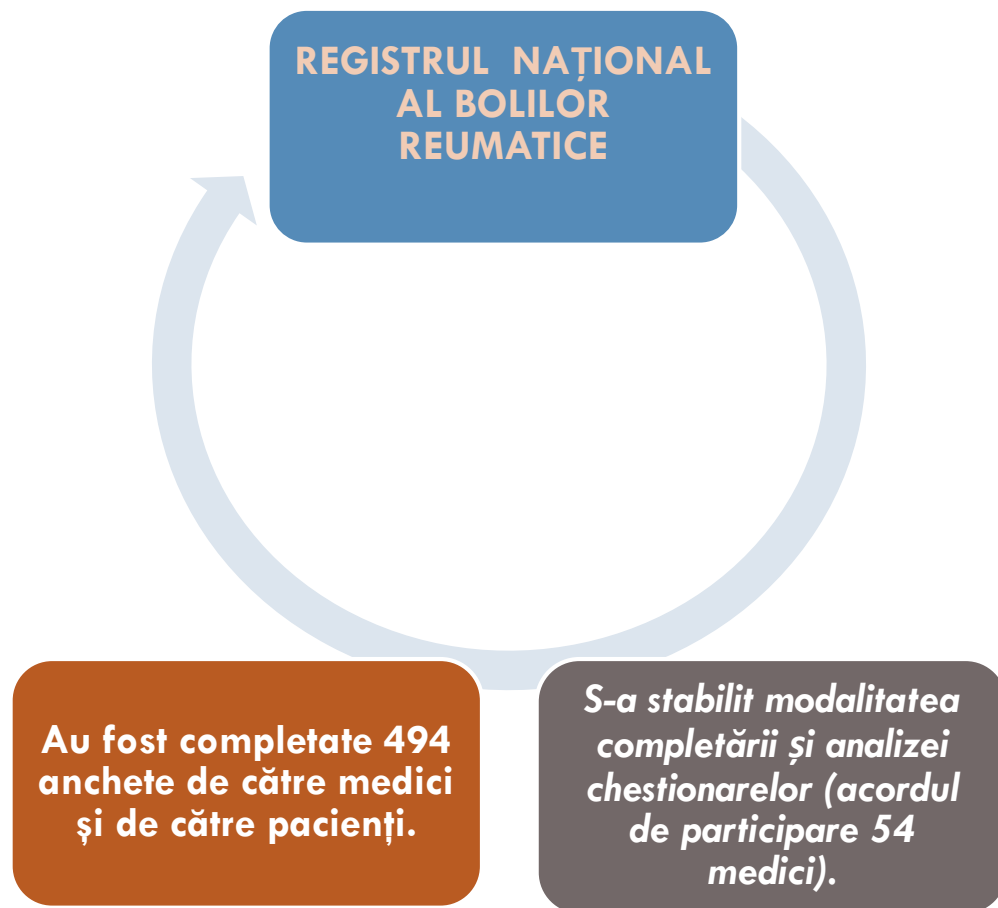 REGISTRUL NAȚIONAL
AL BOLILOR
REUMATICE
Au fost completate 494
anchete de către medici
și de către pacienți.
S-a stabilit modalitatea
completării și analizei
chestionarelor (acordul
de participare 54
medici).